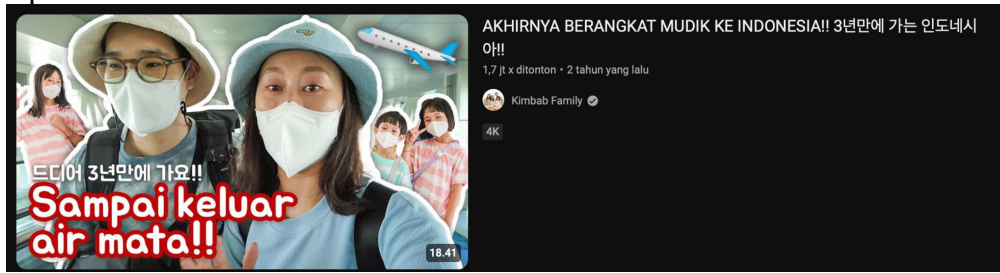 드디어 3년만에 가요!!
Sampai keluar
air mata!!
18.41
AKHIRNYA BERANGKAT MUDIK KE INDONESIA!! 3년만에 가는 인도네시
아!!
1,7 jt x ditonton • 2 tahun yang lalu
Kimbab Family
4K